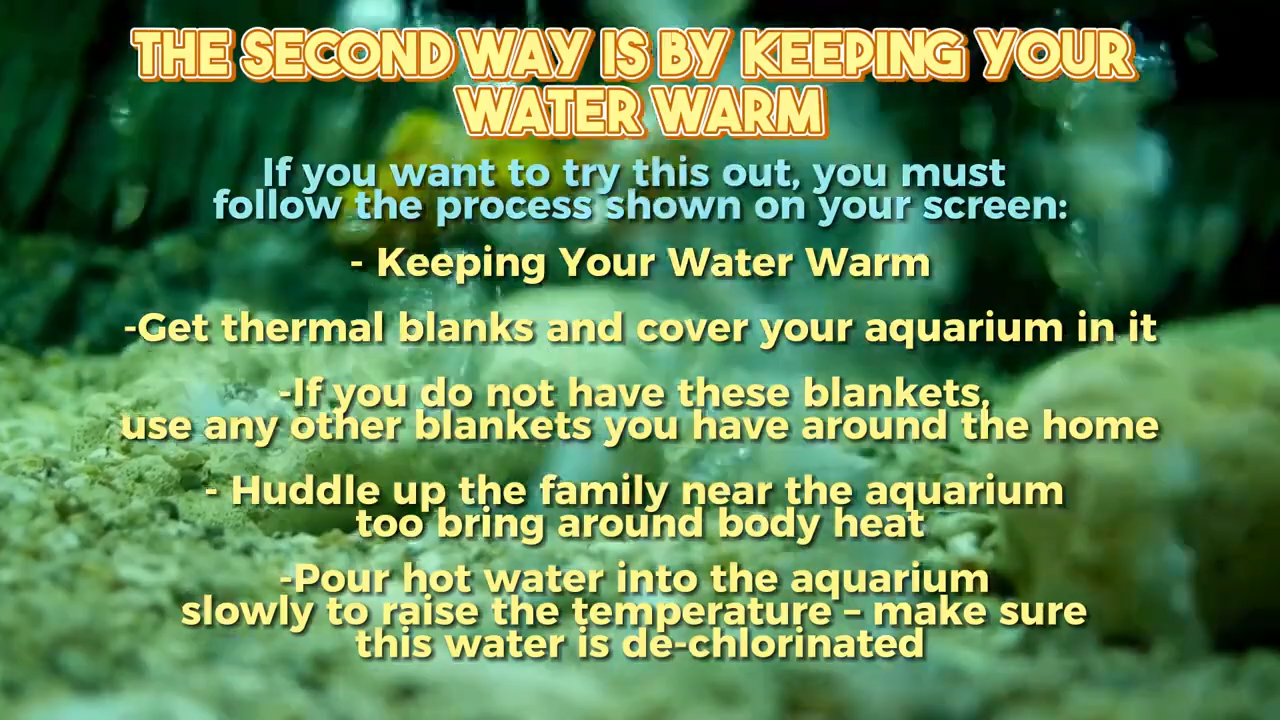 THE SECOND WAY IS BY KEEPING YOUR
WATER WARM
If you want to try this out, you must
follow the process shown on your screen:
- Keeping Your Water Warm
-Get thermal blanks and cover your aquarium in it
-If you do not have these blankets,
use any other blankets you have around the home
- Huddle up the family near the aquarium
too bring around body heat
-Pour hot water into the aquarium
slowly to raise the temperature – make sure
this water is de-chlorinated